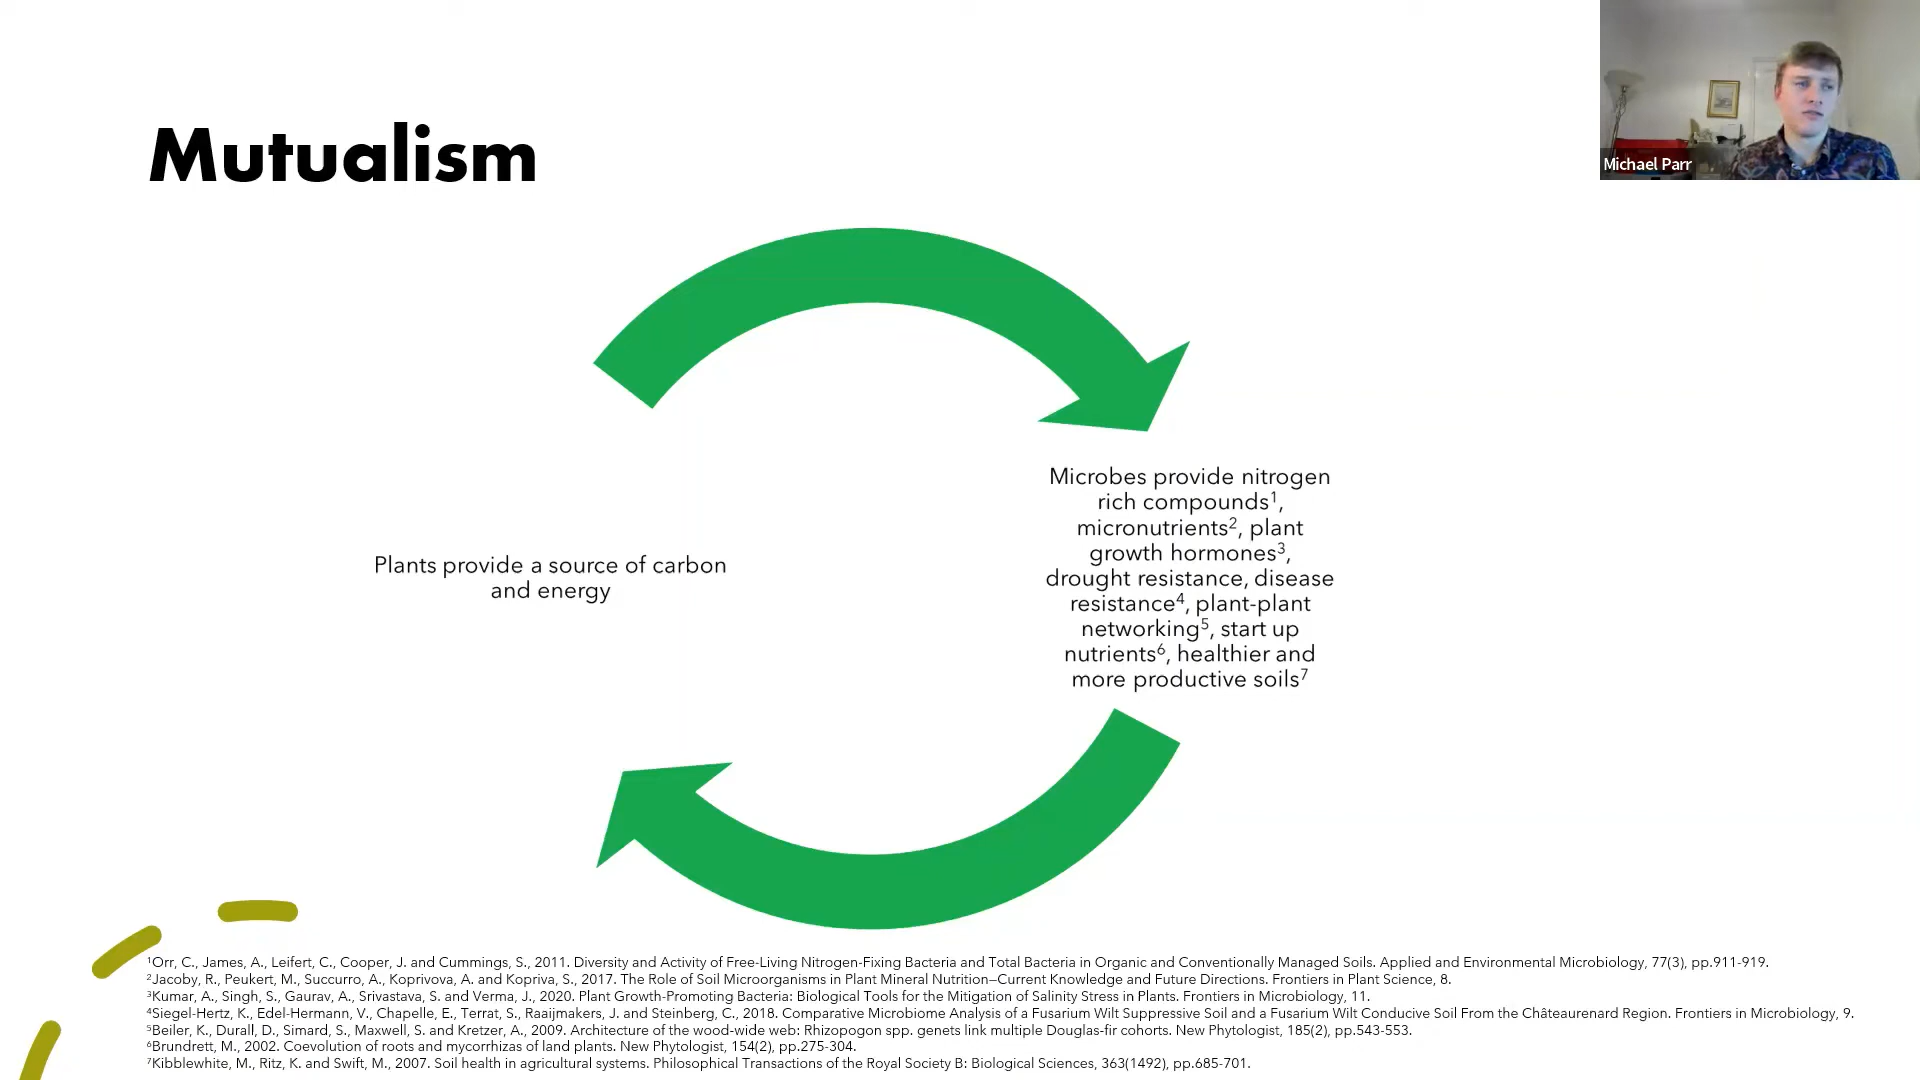 Mutualism
Michael Parr
Plants provide a source of carbon
and energy
Microbes provide nitrogen
rich compounds¹,
micronutrients², plant
growth hormones³,
drought resistance, disease
resistance⁴, plant-plant
networking⁵, start up
nutrients⁶, healthier and
more productive soils⁷
¹Orr, C., James, A., Leifert, C., Cooper, J. and Cummings, S., 2011. Diversity and Activity of Free-Living Nitrogen-Fixing Bacteria and Total Bacteria in Organic and Conventionally Managed Soils. Applied and Environmental Microbiology, 77(3), pp.911-919.
²Jacoby, R., Peukert, M., Succurro, A., Koprivova, A. and Kopriva, S., 2017. The Role of Soil Microorganisms in Plant Mineral Nutrition—Current Knowledge and Future Directions. Frontiers in Plant Science, 8.
³Kumar, A., Singh, S., Gaurav, A., Srivastava, S. and Verma, J., 2020. Plant Growth-Promoting Bacteria: Biological Tools for the Mitigation of Salinity Stress in Plants. Frontiers in Microbiology, 11.
⁴Siegel-Hertz, K., Edel-Hermann, V., Chapelle, E., Terrat, S., Raaijmakers, J. and Steinberg, C., 2018. Comparative Microbiome Analysis of a Fusarium Wilt Suppressive Soil and a Fusarium Wilt Conducive Soil From the Châteaurenard Region. Frontiers in Microbiology, 9.
⁵Beiler, K., Durall, D., Simard, S., Maxwell, S. and Kretzer, A., 2009. Architecture of the wood-wide web: Rhizopogon spp. genets link multiple Douglas-fir cohorts. New Phytologist, 185(2), pp.543-553.
⁶Brundrett, M., 2002. Coevolution of roots and mycorrhizas of land plants. New Phytologist, 154(2), pp.275-304.
⁷Kibblewhite, M., Ritz, K. and Swift, M., 2007. Soil health in agricultural systems. Philosophical Transactions of the Royal Society B: Biological Sciences, 363(1492), pp.685-701.